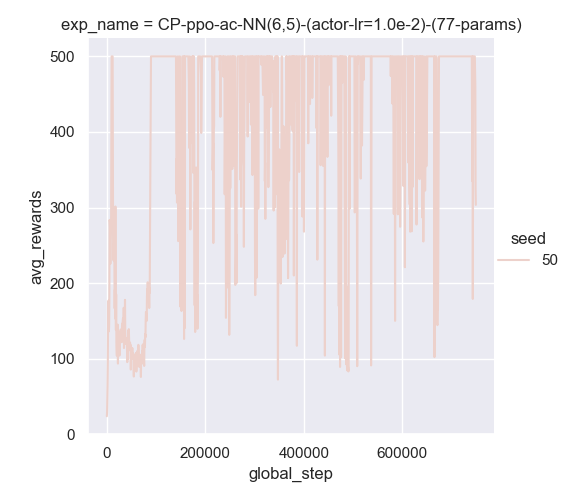 exp_name = CP-ppo-ac-NN(6,5)-(actor-lr=1.0e-2)-(77-params)
500
400
300
200
100
0
avg_rewards
0
200000
400000
600000
global_step
seed
50